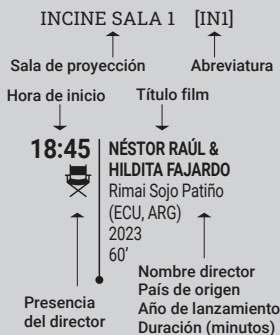 INCINE SALA 1 [IN1]
Sala de proyección Abreviatura
Hora de inicio Título film
18:45 NÉSTOR RAÚL &
HILDITA FAJARDO
Rimai Sojo Patiño
(ECU, ARG)
2023
60’
Presencia
del director
Nombre director
País de origen
Año de lanzamiento
Duración (minutos)